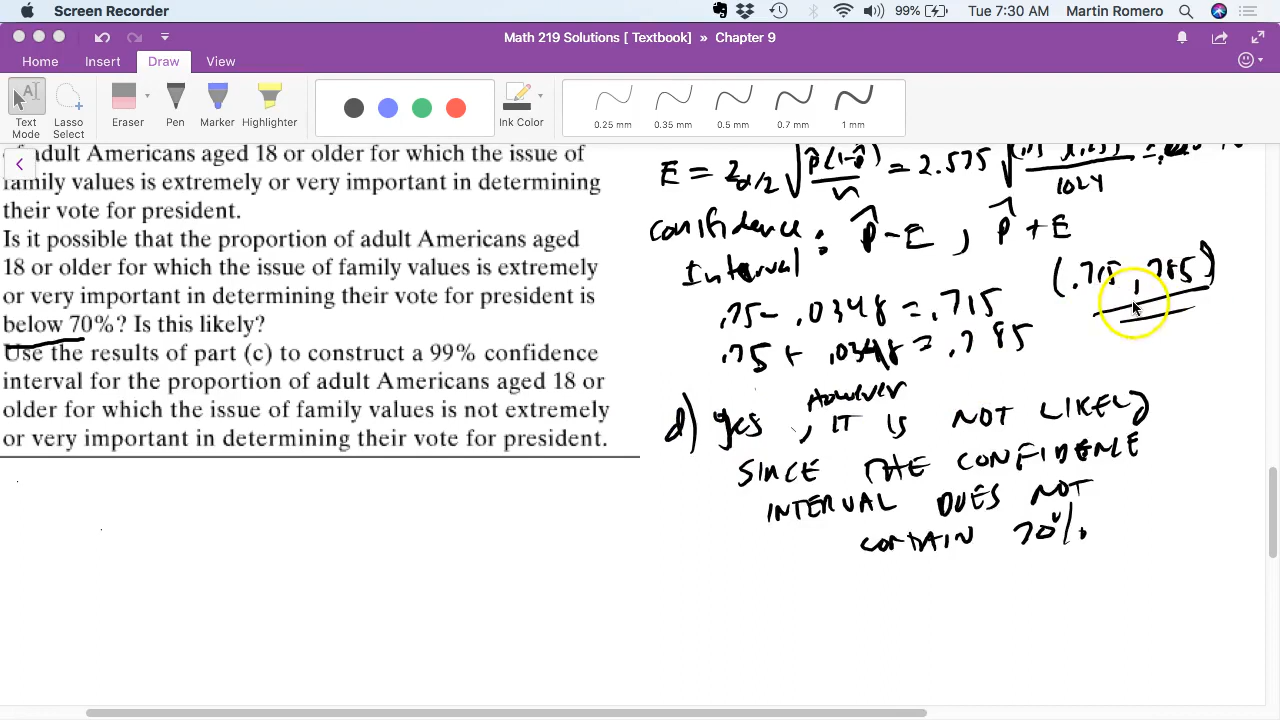 Screen Recorder
99%
Tue 7:30 AM
Martin Romero
Math 219 Solutions [ Textbook] » Chapter 9
Home
Insert
Draw
View
Text Mode
Lasso Select
Eraser
Pen
Marker
Highlighter
Ink Color
0.25 mm
0.35 mm
0.5 mm
0.7 mm
1 mm
of adult Americans aged 18 or older for which the issue of
family values is extremely or very important in determining
their vote for president.
Is it possible that the proportion of adult Americans aged
18 or older for which the issue of family values is extremely
or very important in determining their vote for president is
below 70%? Is this likely?
Use the results of part (c) to construct a 99% confidence
interval for the proportion of adult Americans aged 18 or
older for which the issue of family values is not extremely
or very important in determining their vote for president.
E = Zα/2 √p̂(1-p̂)/n = 2.575 √ /1024
Confidence Interval : p̂-E , p̂+E
(.715, .785)
.75 - .0348 = .715
.75 + .0348 = .785
d) yes, However IT IS NOT LIKELY
SINCE THE CONFIDENCE
INTERVAL DOES NOT
CONTAIN 70%